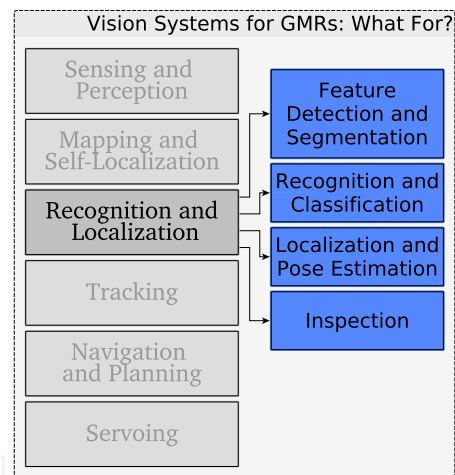 Vision Systems for GMRs: What For?
Sensing and
Perception
Mapping and
Self-Localization
Recognition and
Localization
Tracking
Navigation
and Planning
Servoing
Feature
Detection and
Segmentation
Recognition and
Classification
Localization and
Pose Estimation
Inspection